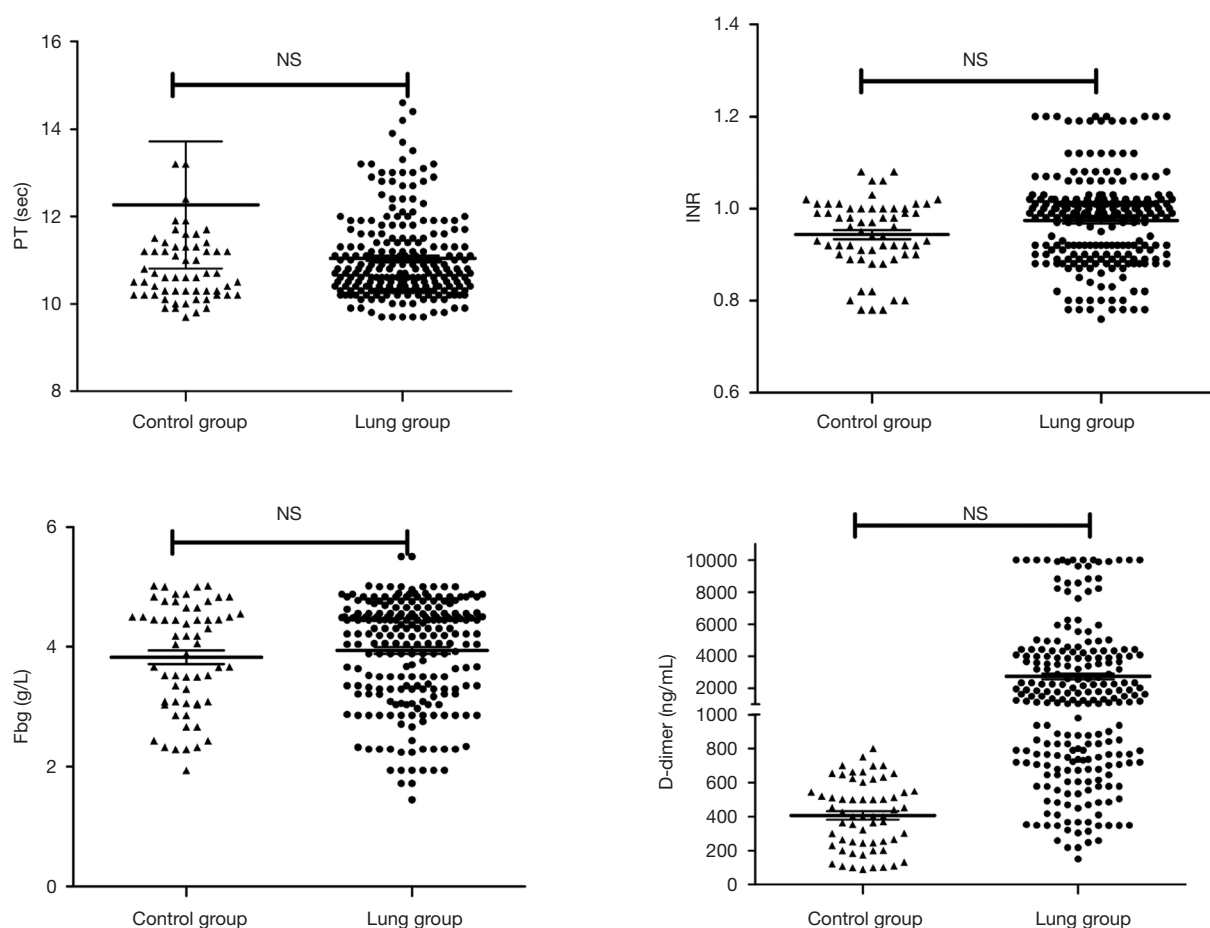 16
14
12
10
8
PT (sec)
NS
Control group
Lung group
1.4
1.2
1.0
0.8
0.6
INR
NS
Control group
Lung group
6
4
2
0
Fbg (g/L)
NS
Control group
Lung group
10000
8000
6000
4000
2000
1000
800
600
400
200
0
D-dimer (ng/mL)
NS
Control group
Lung group